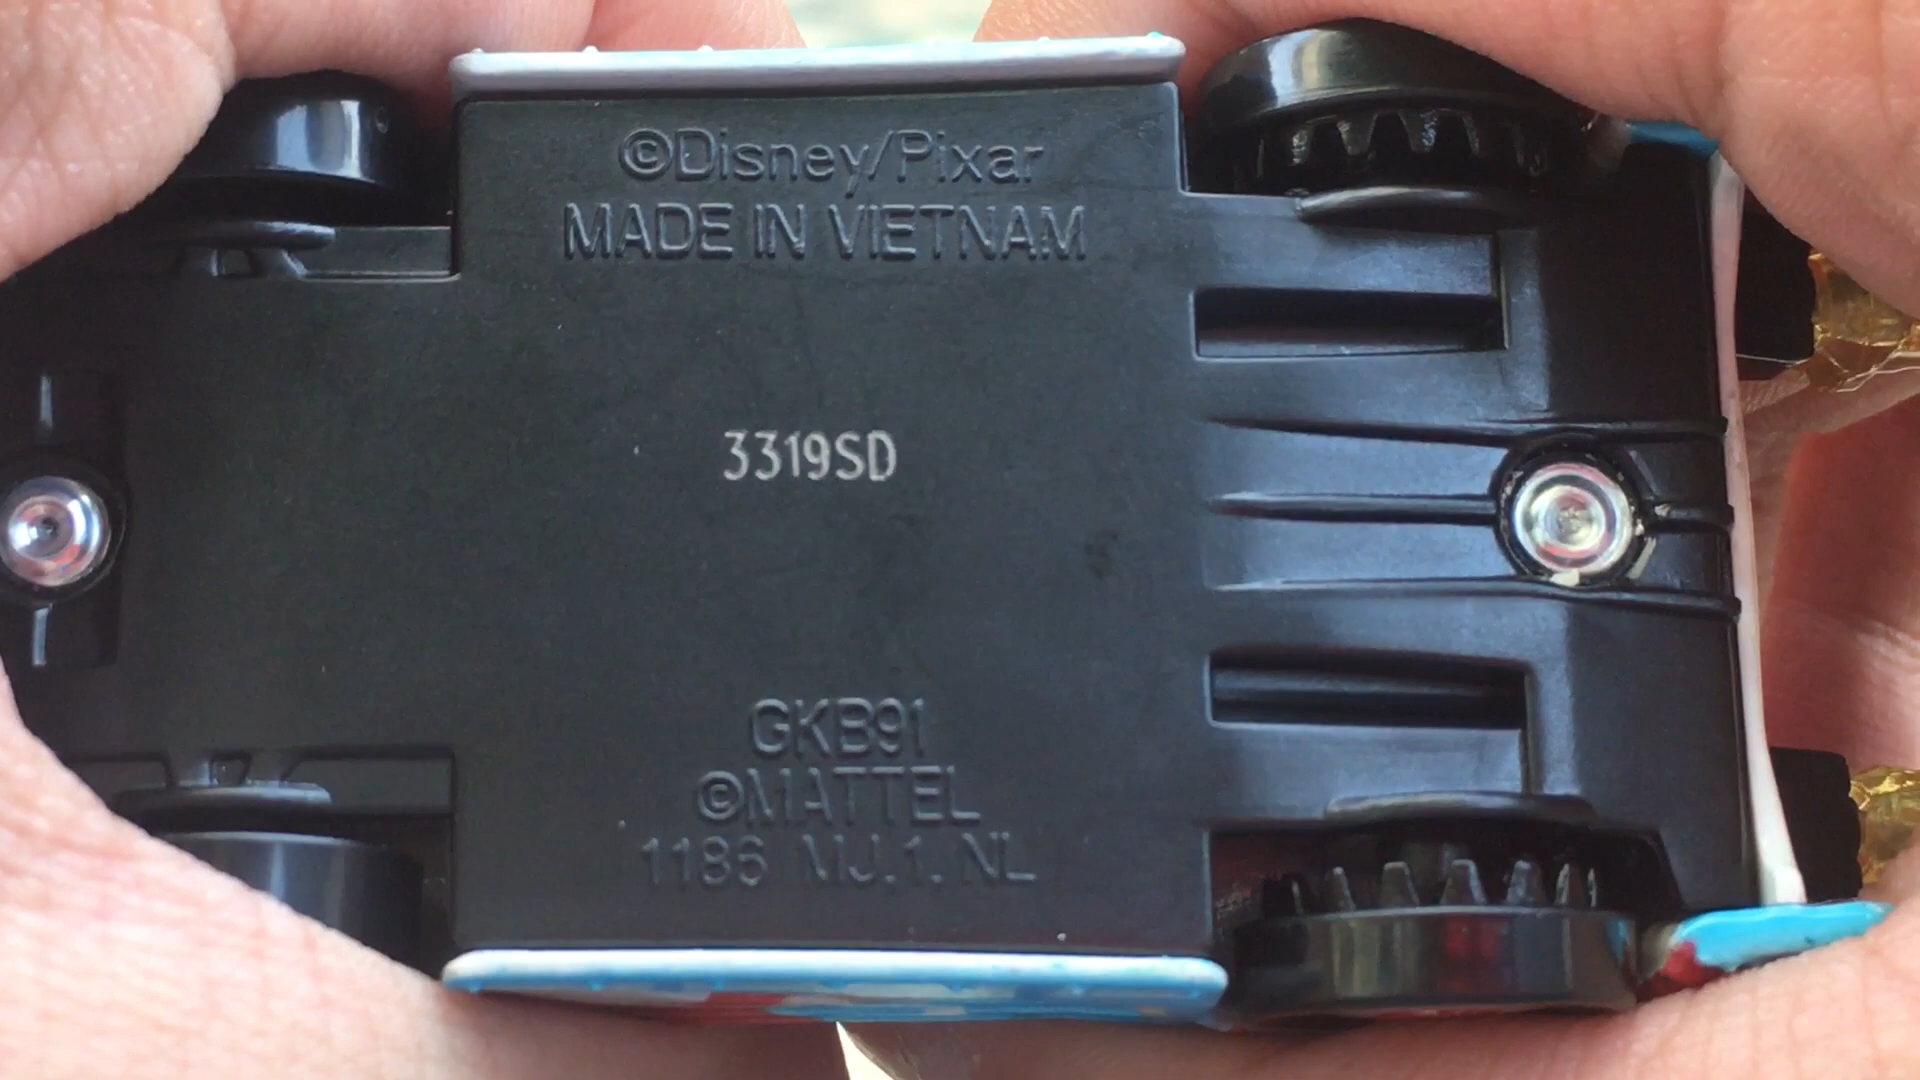 ©Disney/Pixar
MADE IN VIETNAM
3319SD
GKB91
©MATTEL
1186 MJ.1.NL